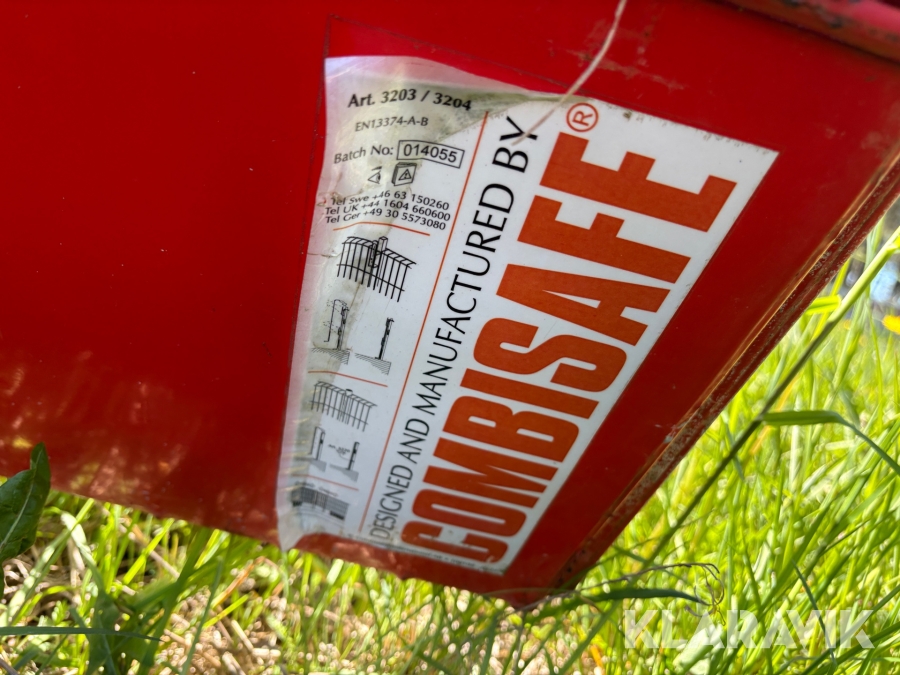 Art. 3203 / 3204
EN13374-A-B
Batch No: 014055
Tel Swe +46 63 150260
Tel UK +44 1604 660600
Tel Ger +49 30 5573080
DESIGNED AND MANUFACTURED BY
COMBISAFE®
KLARAVIK